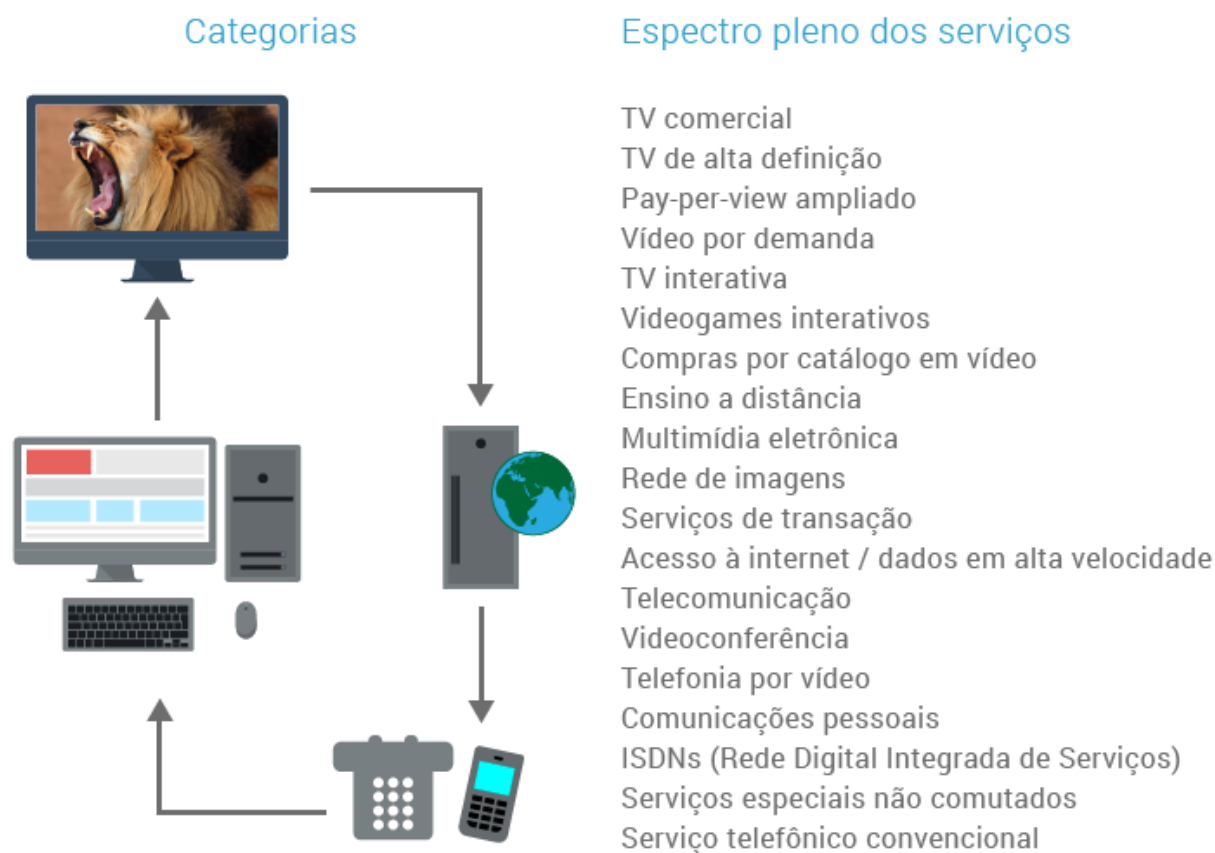 Categorias
Espectro pleno dos serviços
TV comercial
TV de alta definição
Pay-per-view ampliado
Vídeo por demanda
TV interativa
Videogames interativos
Compras por catálogo em vídeo
Ensino a distância
Multimídia eletrônica
Rede de imagens
Serviços de transação
Acesso à internet / dados em alta velocidade
Telecomunicação
Videoconferência
Telefonia por vídeo
Comunicações pessoais
ISDNs (Rede Digital Integrada de Serviços)
Serviços especiais não comutados
Serviço telefônico convencional